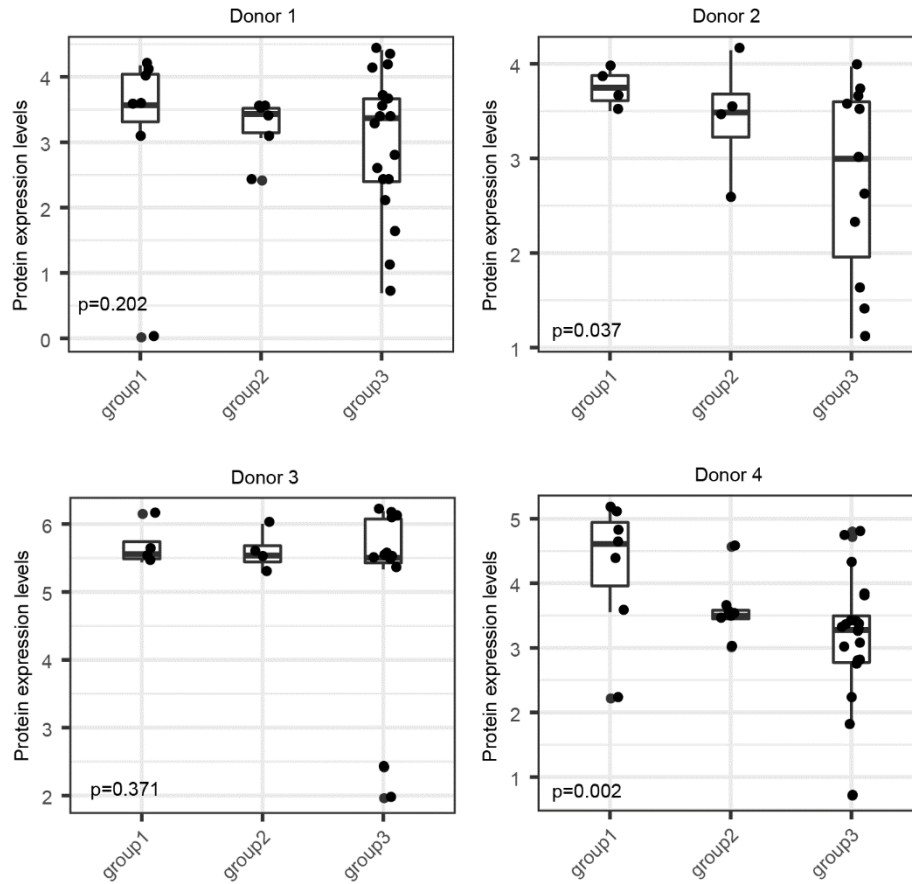 Donor 1
Protein expression levels
4
3
2
1
0
p=0.202
group1
group2
group3
Donor 2
Protein expression levels
4
3
2
1
p=0.037
group1
group2
group3
Donor 3
Protein expression levels
6
5
4
3
2
p=0.371
group1
group2
group3
Donor 4
Protein expression levels
5
4
3
2
1
p=0.002
group1
group2
group3